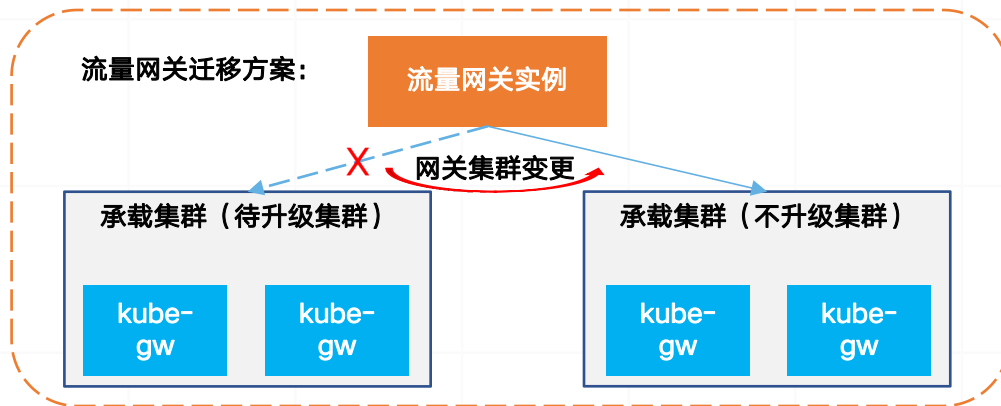 流量网关迁移方案：
流量网关实例
X
网关集群变更
承载集群（待升级集群）
承载集群（不升级集群）
kube-
gw
kube-
gw
kube-
gw
kube-
gw